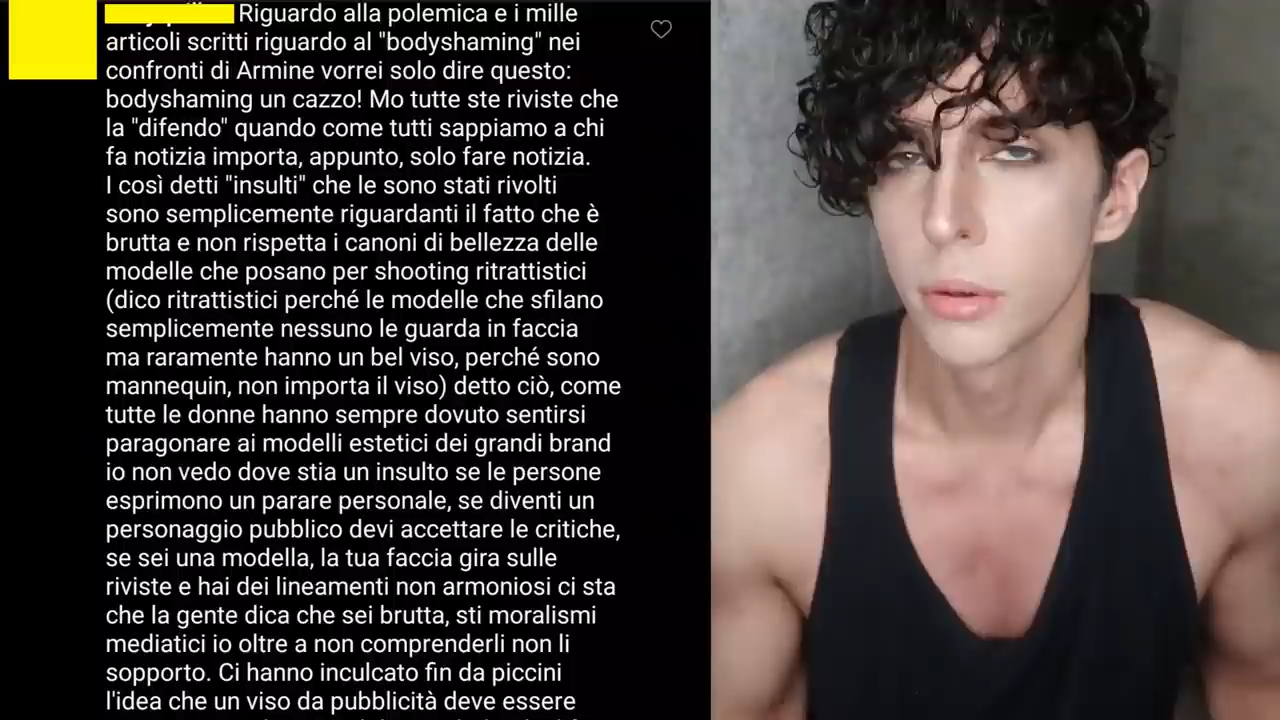 Riguardo alla polemica e i mille
articoli scritti riguardo al "bodyshaming" nei
confronti di Armine vorrei solo dire questo:
bodyshaming un cazzo! Mo tutte ste riviste che
la "difendo" quando come tutti sappiamo a chi
fa notizia importa, appunto, solo fare notizia.
I così detti "insulti" che le sono stati rivolti
sono semplicemente riguardanti il fatto che è
brutta e non rispetta i canoni di bellezza delle
modelle che posano per shooting ritrattistici
(dico ritrattistici perché le modelle che sfilano
semplicemente nessuno le guarda in faccia
ma raramente hanno un bel viso, perché sono
mannequin, non importa il viso) detto ciò, come
tutte le donne hanno sempre dovuto sentirsi
paragonare ai modelli estetici dei grandi brand
io non vedo dove stia un insulto se le persone
esprimono un parare personale, se diventi un
personaggio pubblico devi accettare le critiche,
se sei una modella, la tua faccia gira sulle
riviste e hai dei lineamenti non armoniosi ci sta
che la gente dica che sei brutta, sti moralismi
mediatici io oltre a non comprenderli non li
sopporto. Ci hanno inculcato fin da piccini
l'idea che un viso da pubblicità deve essere